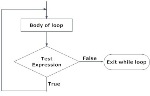 Body of loop
Test
Expression
False
Exit while loop
True